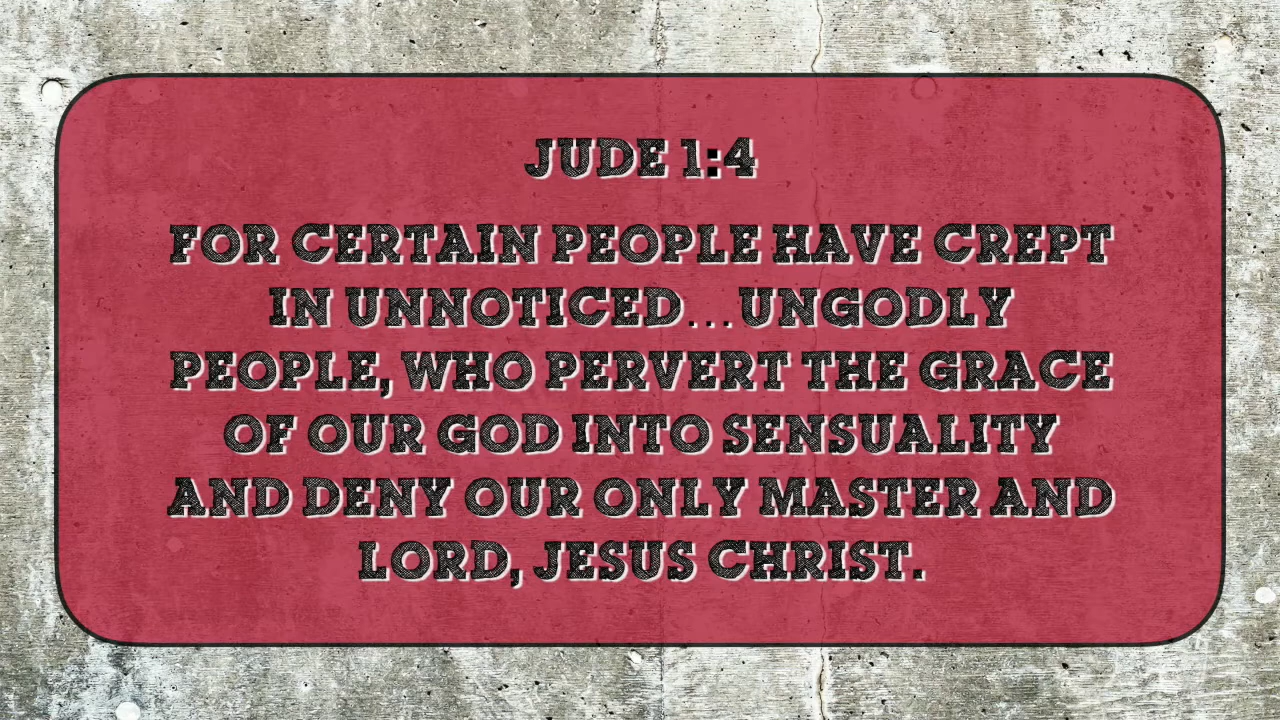 JUDE 1:4
FOR CERTAIN PEOPLE HAVE CREPT
IN UNNOTICED...UNGODLY
PEOPLE, WHO PERVERT THE GRACE
OF OUR GOD INTO SENSUALITY
AND DENY OUR ONLY MASTER AND
LORD, JESUS CHRIST.